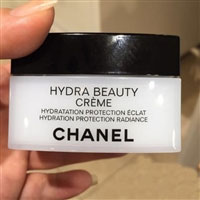 HYDRA BEAUTY
CRÈME
HYDRATATION PROTECTION ÉCLAT
HYDRATION PROTECTION RADIANCE
CHANEL